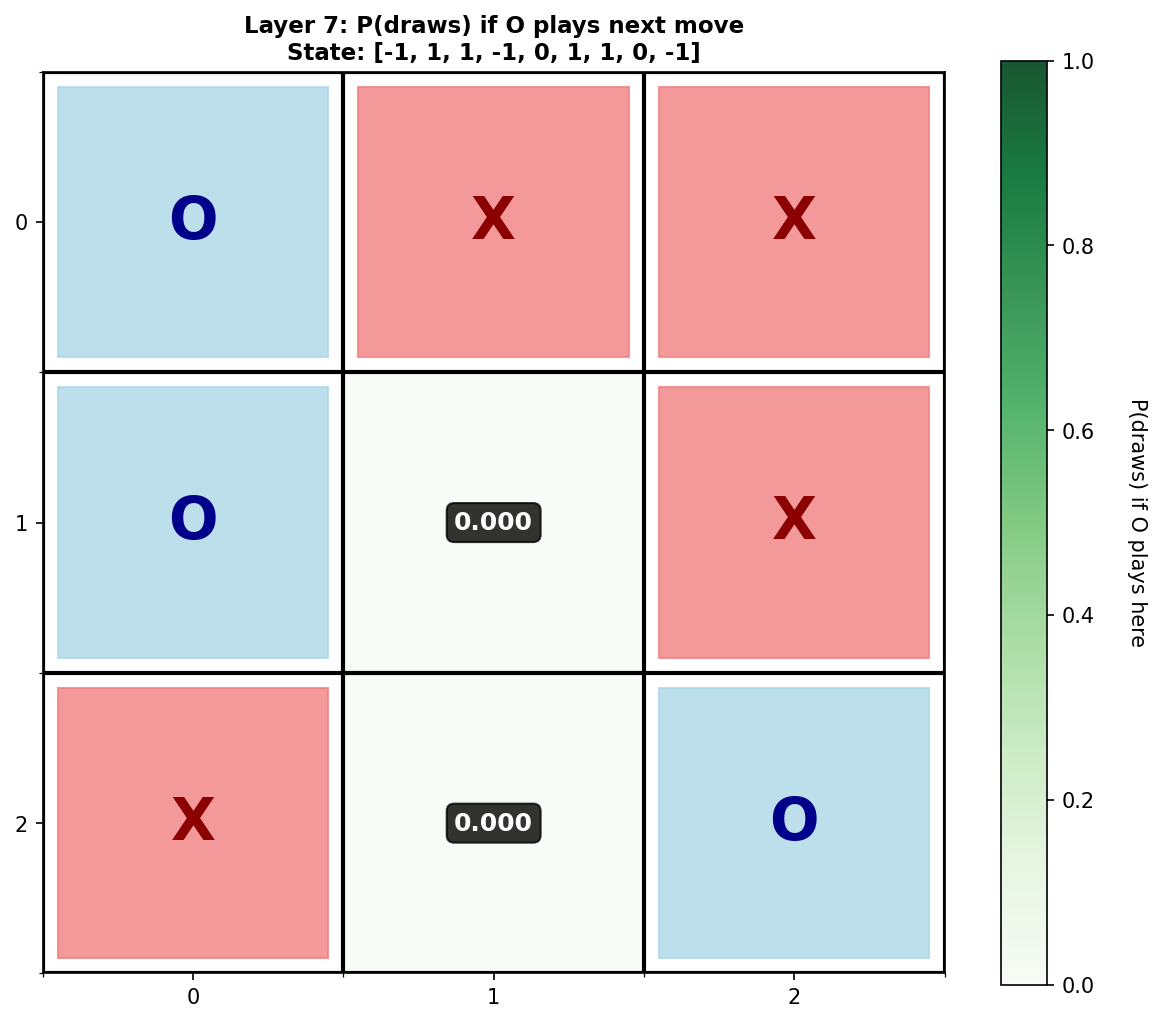 Layer 7: P(draws) if O plays next move
State: [-1, 1, 1, -1, 0, 1, 1, 0, -1]
1.0
0.8
0.6
0.4
0.2
0.0
P(draws) if O plays here
0
O
X
X
1
O
0.000
X
2
X
0.000
O
0
1
2